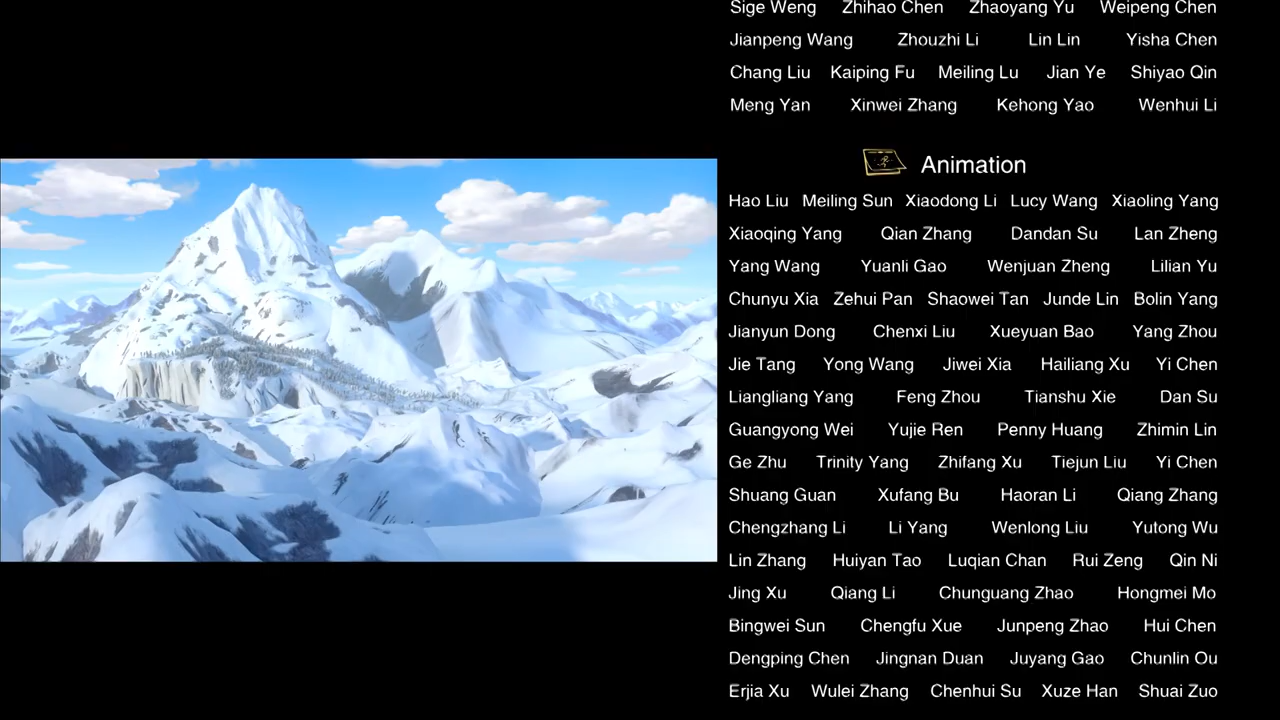 Sige Weng Zhihao Chen Zhaoyang Yu Weipeng Chen
Jianpeng Wang Zhouzhi Li Lin Lin Yisha Chen
Chang Liu Kaiping Fu Meiling Lu Jian Ye Shiyao Qin
Meng Yan Xinwei Zhang Kehong Yao Wenhui Li
Animation
Hao Liu Meiling Sun Xiaodong Li Lucy Wang Xiaoling Yang
Xiaoqing Yang Qian Zhang Dandan Su Lan Zheng
Yang Wang Yuanli Gao Wenjuan Zheng Lilian Yu
Chunyu Xia Zehui Pan Shaowei Tan Junde Lin Bolin Yang
Jianyun Dong Chenxi Liu Xueyuan Bao Yang Zhou
Jie Tang Yong Wang Jiwei Xia Hailiang Xu Yi Chen
Liangliang Yang Feng Zhou Tianshu Xie Dan Su
Guangyong Wei Yujie Ren Penny Huang Zhimin Lin
Ge Zhu Trinity Yang Zhifang Xu Tiejun Liu Yi Chen
Shuang Guan Xufang Bu Haoran Li Qiang Zhang
Chengzhang Li Li Yang Wenlong Liu Yutong Wu
Lin Zhang Huiyan Tao Luqian Chan Rui Zeng Qin Ni
Jing Xu Qiang Li Chunguang Zhao Hongmei Mo
Bingwei Sun Chengfu Xue Junpeng Zhao Hui Chen
Dengping Chen Jingnan Duan Juyang Gao Chunlin Ou
Erjia Xu Wulei Zhang Chenhui Su Xuze Han Shuai Zuo